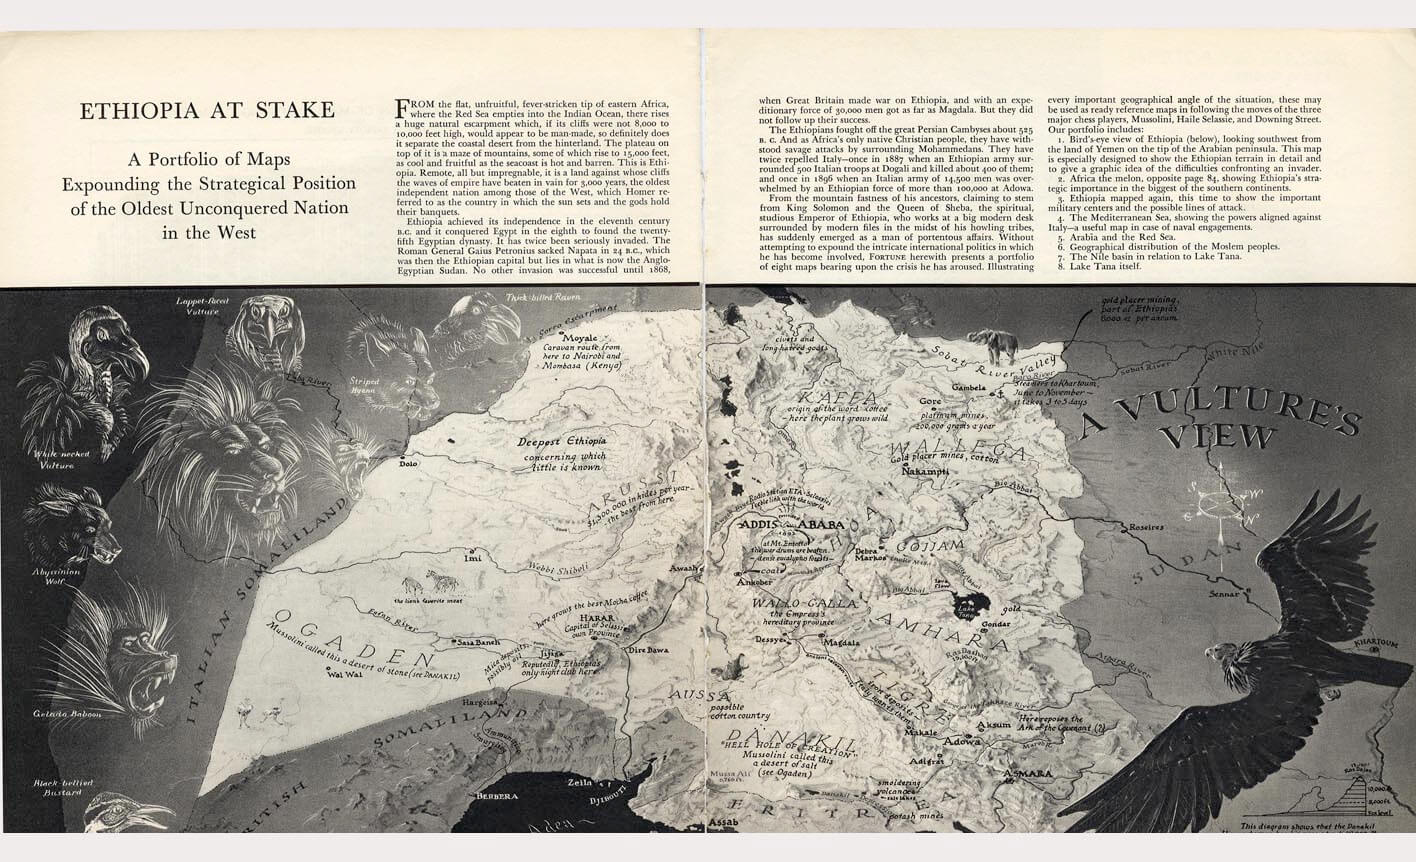 ETHIOPIA AT STAKE
A Portfolio of Maps
Expounding the Strategical Position
of the Oldest Unconquered Nation
in the West
FROM the flat, unfruitful, fever-stricken tip of eastern Africa,
where the Red Sea empties into the Indian Ocean, there rises
a huge natural escarpment which, if its cliffs were not 8,000 to
10,000 feet high, would appear to be man-made, so definitely does
it separate the coastal desert from the hinterland. The plateau on
top of it is a maze of mountains, some of which rise to 15,000 feet,
as cool and fruitful as the seacoast is hot and barren. This is Ethi-
opia. Remote, all but impregnable, it is a land against whose cliffs
the waves of empire have beaten in vain for 3,000 years, the oldest
independent nation among those of the West, which Homer re-
ferred to as the country in which the sun sets and the gods hold
their banquets.
Ethiopia achieved its independence in the eleventh century
B.C. and it conquered Egypt in the eighth to found the twenty-
fifth Egyptian dynasty. It has twice been seriously invaded. The
Roman General Gaius Petronius sacked Napata in 24 B.C., which
was then the Ethiopian capital but lies in what is now the Anglo-
Egyptian Sudan. No other invasion was successful until 1868,
when Great Britain made war on Ethiopia, and with an expe-
ditionary force of 30,000 men got as far as Magdala. But they did
not follow up their success.
The Ethiopians fought off the great Persian Cambyses about 525
B. C. And as Africa's only native Christian people, they have with-
stood savage attacks by surrounding Mohammedans. They have
twice repelled Italy—once in 1887 when an Ethiopian army sur-
rounded 500 Italian troops at Dogali and killed about 400 of them;
and once in 1896 when an Italian army of 14,500 men was over-
whelmed by an Ethiopian force of more than 100,000 at Adowa.
From the mountain fastness of his ancestors, claiming to stem
from King Solomon and the Queen of Sheba, the spiritual,
studious Emperor of Ethiopia, who works at a big modern desk
surrounded by modern files in the midst of his howling tribes,
has suddenly emerged as a man of portentous affairs. Without
attempting to expound the intricate international politics in which
he has become involved, FORTUNE herewith presents a portfolio
of eight maps bearing upon the crisis he has aroused. Illustrating
every important geographical angle of the situation, these may
be used as ready reference maps in following the moves of the three
major chess players, Mussolini, Haile Selassie, and Downing Street.
Our portfolio includes:
1. Bird's-eye view of Ethiopia (below), looking southwest from
the land of Yemen on the tip of the Arabian peninsula. This map
is especially designed to show the Ethiopian terrain in detail and
to give a graphic idea of the difficulties confronting an invader.
2. Africa the melon, opposite page 84, showing Ethiopia's stra-
tegic importance in the biggest of the southern continents.
3. Ethiopia mapped again, this time to show the important
military centers and the possible lines of attack.
4. The Mediterranean Sea, showing the powers aligned against
Italy—a useful map in case of naval engagements.
5. Arabia and the Red Sea.
6. Geographical distribution of the Moslem peoples.
7. The Nile basin in relation to Lake Tana.
8. Lake Tana itself.
Lappet-faced
Vulture
Thick-billed Raven
Striped
Hyena
White necked
Vulture
Abyssinian
Wolf
Gelada Baboon
Black-bellied
Bustard
Moyale
Caravan route from
here to Nairobi and
Mombasa (Kenya)
Dolo
Deepest Ethiopia
concerning which
little is known
ARUSSI
$1,500,000 in hides per year
the best from here
ITALIAN SOMALILAND
Imi
Webbi Shibeli
the lion's favorite meat
OGADEN
Mussolini called this a desert of stone (see DANAKIL)
Fafan River
Sasa Baneh
Wal Wal
here grows the best Mocha coffee
HARAR
Capital of Selassie's
own Province
Jijiga
Reputedly, Ethiopia's
only night club here
Mica deposits,
possibly oil
Dire Bawa
Hargeisa
BRITISH SOMALILAND
Ammunition
Smuggling
BERBERA
Zeila
DJIBOUTI
Aden
Awash
civets and
long-haired goats
KAFFA
origin of the word coffee
here the plant grows wild
Sobat River Valley
Gambela
Baro River
Steamers to Khartoum,
June to November
it takes 3 to 5 days
Gore
platinum mines,
200,000 grams a year
WALLEGA
Gold placer mines, cotton
Nakampti
gold placer mining,
part of Ethiopia's
6000 oz per annum
Sobat River
White Nile
A VULTURE'S
VIEW
Radio Station ETA - Selassie's
ADDIS ABABA
at Mt. Entotto
the war drums are beaten
dense eucalyptus forests
coal
Ankober
Debra
Markos
GOJJAM
Big Abbai
WALLO-GALLA
the Empress's
hereditary province
Dessye
Magdala
AMHARA
Lake
Tana
gold
Gondar
Ras Dashan
Roseires
SUDAN
Sennar
KHARTOUM
Atbara River
AUSSA
possible
cotton country
DANAKIL
"HELL HOLE OF CREATION"
Mussolini called this
a desert of salt
(see Ogaden)
Mussa Ali
TIGRE
Makale
Adowa
Aksum
Here reposes the
Ark of the Covenant (?)
Adigrat
ASMARA
smoldering
volcanoes
potash mines
ERITREA
Assab
10,000 ft.
5,000 ft.
Sea level
This diagram shows that the Danakil